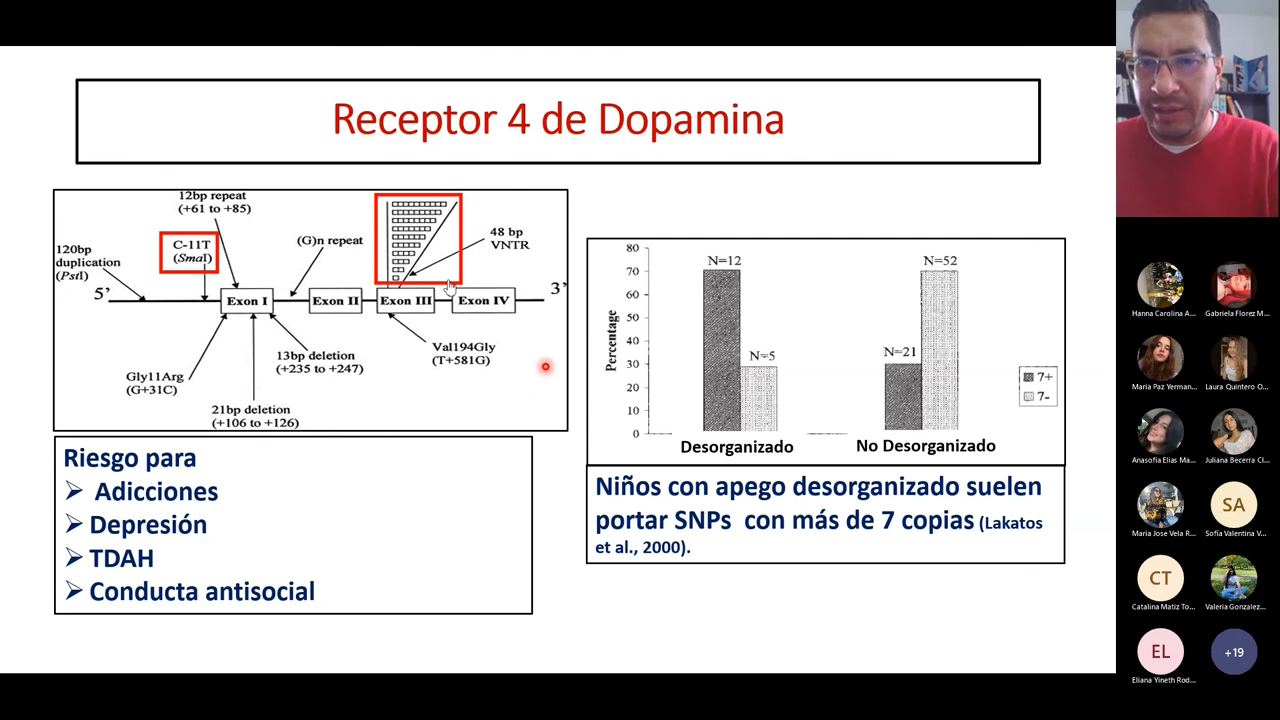 Receptor 4 de Dopamina
12bp repeat
(+61 to +85)
120bp
duplication
(PstI)
C-11T
(SmaI)
(G)n repeat
48 bp
VNTR
5'
3'
Exon I
Exon II
Exon III
Exon IV
Gly11Arg
(G+31C)
13bp deletion
(+235 to +247)
Val194Gly
(T+581G)
21bp deletion
(+106 to +126)
Riesgo para
Adicciones
Depresión
TDAH
Conducta antisocial
Percentage
80
70
60
50
40
30
20
10
0
N=12
N=5
N=21
N=52
7+
7-
Desorganizado
No Desorganizado
Niños con apego desorganizado suelen
portar SNPs con más de 7 copias (Lakatos
et al., 2000).
Hanna Carolina A...
Gabriela Florez M...
Maria Paz Yerman...
Laura Quintero O...
Anasofia Elias Ma...
Juliana Becerra Cl...
SA
Maria Jose Vela R...
Sofía Valentina V...
CT
Catalina Matiz To...
Valeria Gonzalez...
EL
+19
Eliana Yineth Rod...